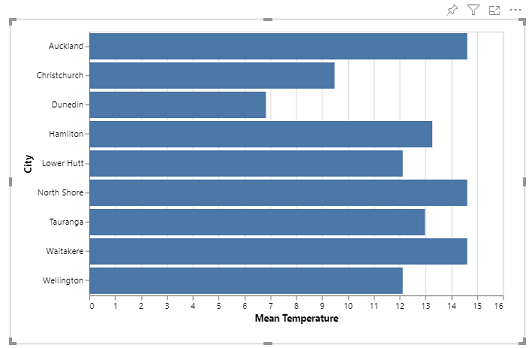 Auckland
Christchurch
Dunedin
Hamilton
Lower Hutt
North Shore
Tauranga
Waitakere
Wellington
City
0 1 2 3 4 5 6 7 8 9 10 11 12 13 14 15 16
Mean Temperature